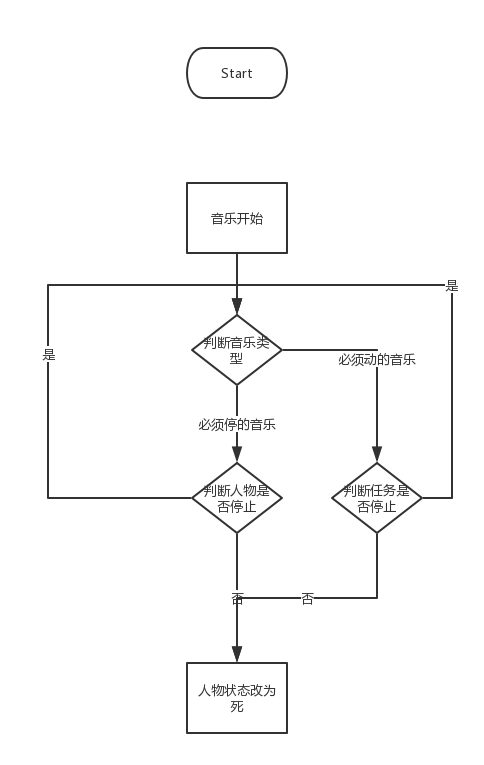 Start
音乐开始
是
判断音乐类
型
是
必须动的音乐
必须停的音乐
判断人物是
否停止
判断任务是
否停止
否
否
人物状态改为
死